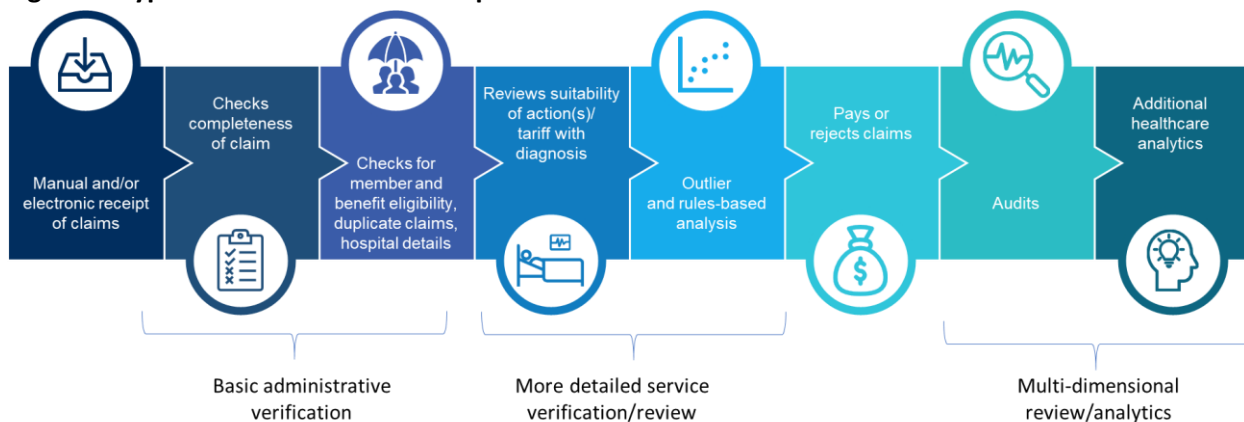 Manual and/or
electronic receipt
of claims
Checks
completeness
of claim
Checks for
member and
benefit eligibility,
duplicate claims,
hospital details
Reviews suitability
of action(s)/
tariff with
diagnosis
Outlier
and rules-based
analysis
Pays or
rejects claims
$
Audits
Additional
healthcare
analytics
Basic administrative
verification
More detailed service
verification/review
Multi-dimensional
review/analytics